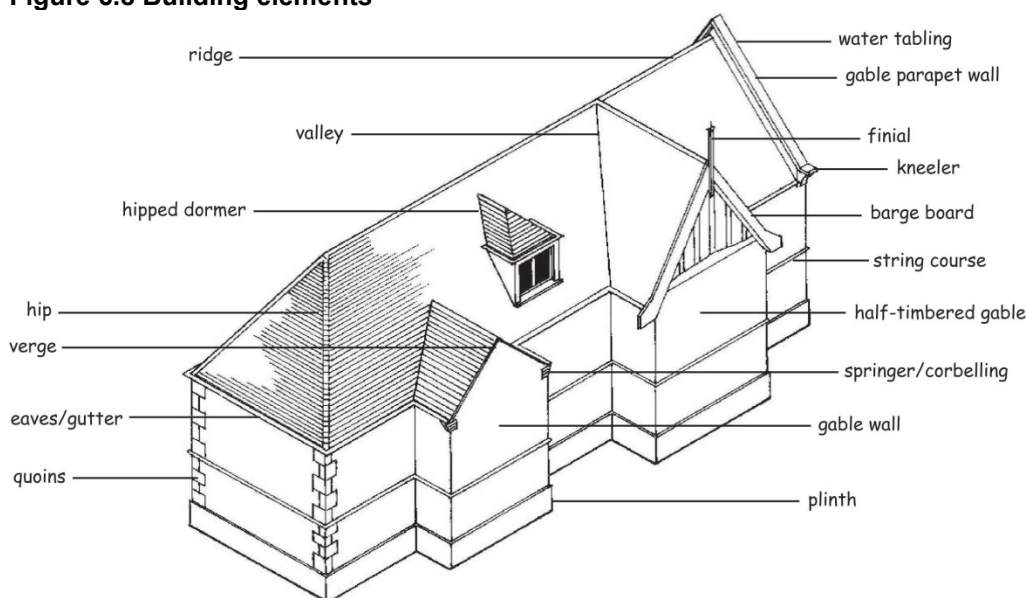 Figure 6.8 Building elements
ridge
valley
hipped dormer
hip
verge
eaves/gutter
quoins
water tabling
gable parapet wall
finial
kneeler
barge board
string course
half-timbered gable
springer/corbelling
gable wall
plinth